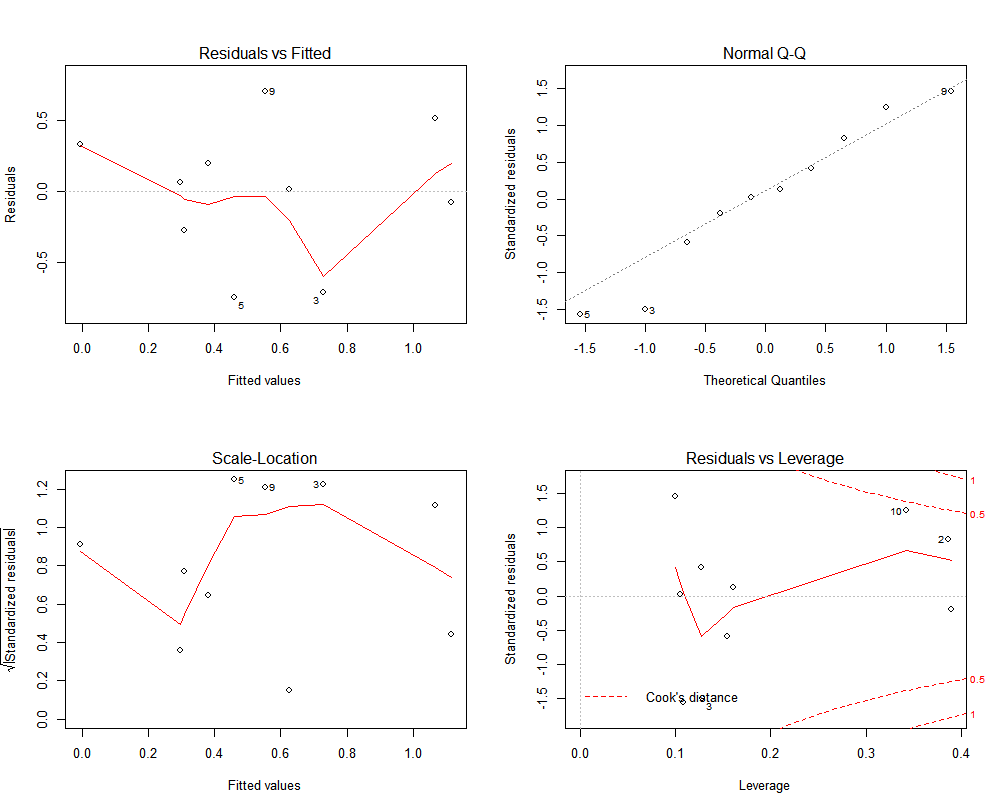 Residuals vs Fitted
Residuals
0.5
0.0
-0.5
9
5
3
0.0 0.2 0.4 0.6 0.8 1.0
Fitted values
Normal Q-Q
Standardized residuals
1.5
1.0
0.5
0.0
-0.5
-1.0
-1.5
9
5
3
-1.5 -1.0 -0.5 0.0 0.5 1.0 1.5
Theoretical Quantiles
Scale-Location
√|Standardized residuals|
1.2
1.0
0.8
0.6
0.4
0.2
0.0
5
9
3
0.0 0.2 0.4 0.6 0.8 1.0
Fitted values
Residuals vs Leverage
Standardized residuals
1.5
1.0
0.5
0.0
-0.5
-1.0
-1.5
1
10
0.5
2
0.5
Cook's distance
3
1
0.0 0.1 0.2 0.3 0.4
Leverage